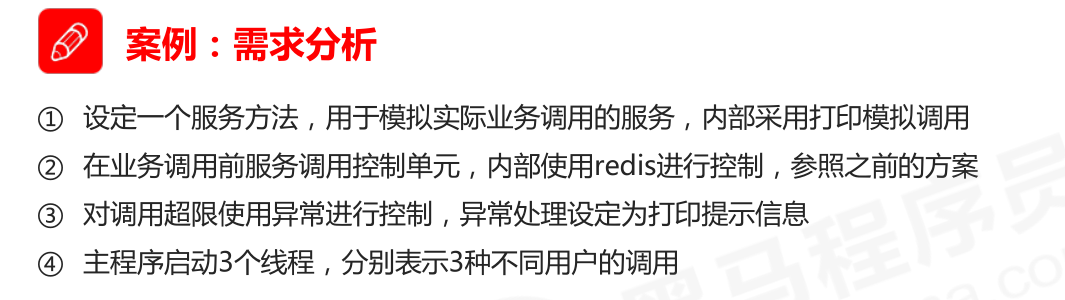 案例：需求分析
① 设定一个服务方法，用于模拟实际业务调用的服务，内部采用打印模拟调用
② 在业务调用前服务调用控制单元，内部使用redis进行控制，参照之前的方案
③ 对调用超限使用异常进行控制，异常处理设定为打印提示信息
④ 主程序启动3个线程，分别表示3种不同用户的调用
黑马程序员